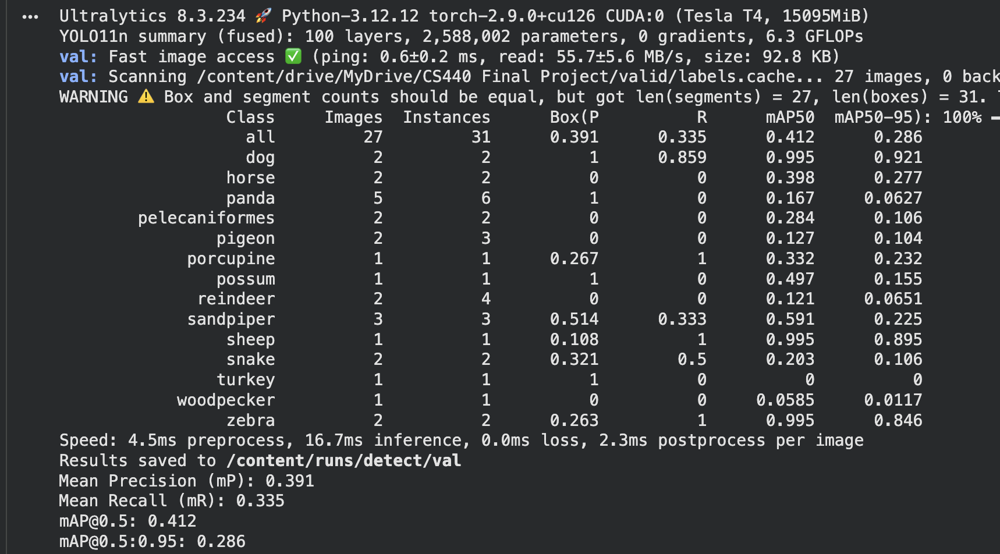 ••• Ultralytics 8.3.234 🚀 Python-3.12.12 torch-2.9.0+cu126 CUDA:0 (Tesla T4, 15095MiB)
YOLO11n summary (fused): 100 layers, 2,588,002 parameters, 0 gradients, 6.3 GFLOPs
val: Fast image access ✅ (ping: 0.6±0.2 ms, read: 55.7±5.6 MB/s, size: 92.8 KB)
val: Scanning /content/drive/MyDrive/CS440 Final Project/valid/labels.cache... 27 images, 0 back
WARNING ⚠️ Box and segment counts should be equal, but got len(segments) = 27, len(boxes) = 31.
Class Images Instances Box(P R mAP50 mAP50-95): 100%
all 27 31 0.391 0.335 0.412 0.286
dog 2 2 1 0.859 0.995 0.921
horse 2 2 0 0 0.398 0.277
panda 5 6 1 0 0.167 0.0627
pelecaniformes 2 2 0 0 0.284 0.106
pigeon 2 3 0 0 0.127 0.104
porcupine 1 1 0.267 1 0.332 0.232
possum 1 1 1 0 0.497 0.155
reindeer 2 4 0 0 0.121 0.0651
sandpiper 3 3 0.514 0.333 0.591 0.225
sheep 1 1 0.108 1 0.995 0.895
snake 2 2 0.321 0.5 0.203 0.106
turkey 1 1 1 0 0 0
woodpecker 1 1 0 0 0.0585 0.0117
zebra 2 2 0.263 1 0.995 0.846
Speed: 4.5ms preprocess, 16.7ms inference, 0.0ms loss, 2.3ms postprocess per image
Results saved to /content/runs/detect/val
Mean Precision (mP): 0.391
Mean Recall (mR): 0.335
mAP@0.5: 0.412
mAP@0.5:0.95: 0.286